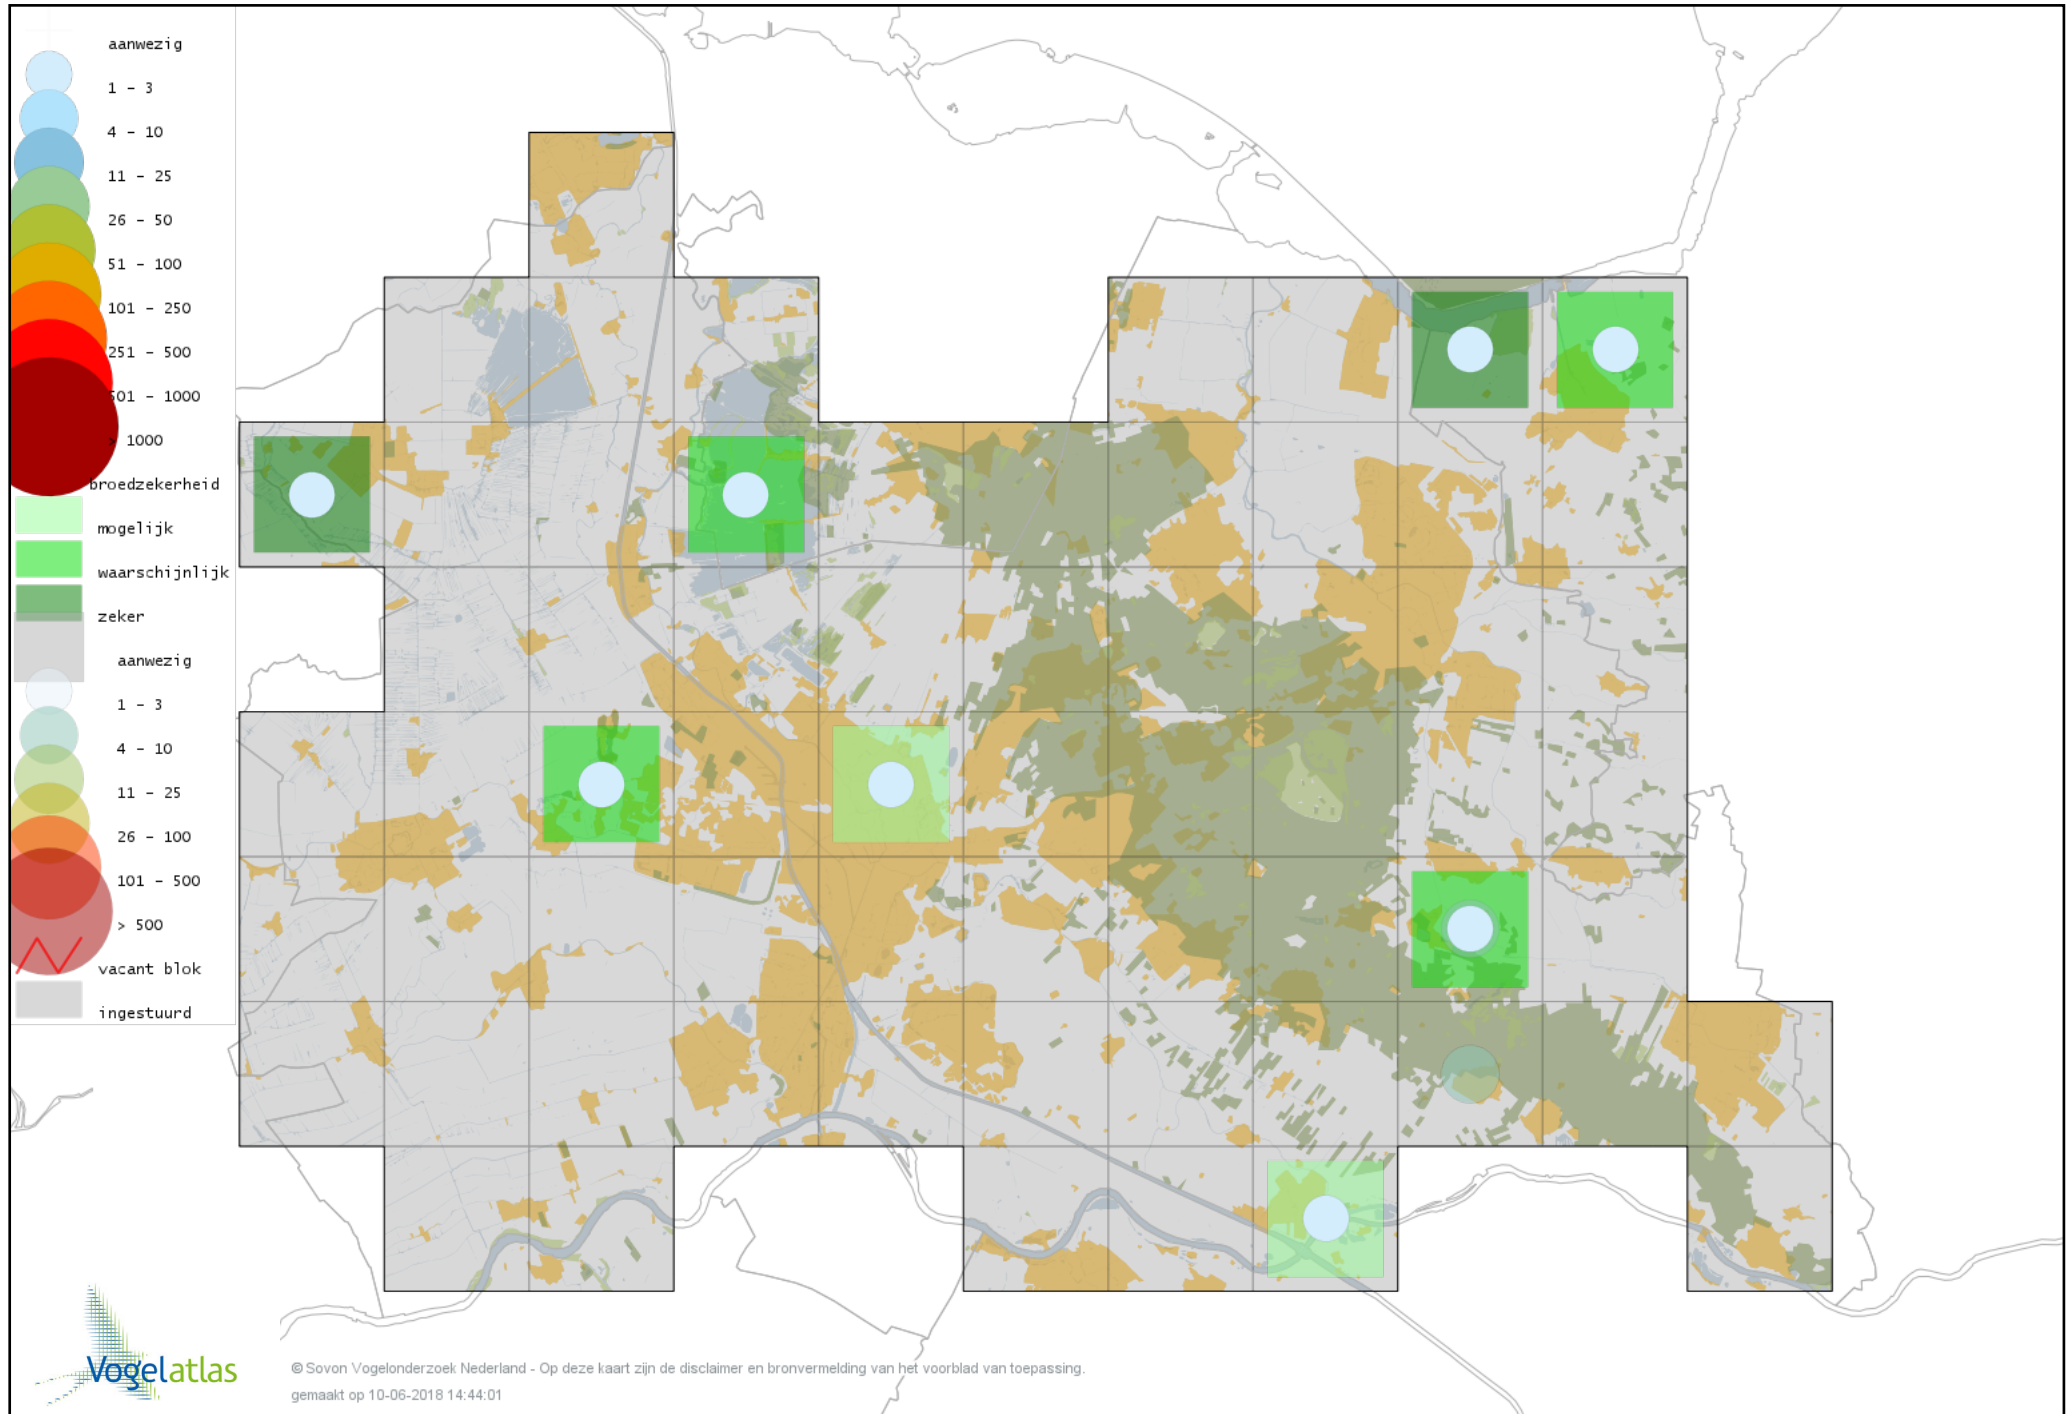 aanwezig
1 - 3
4 - 10
11 - 25
26 - 50
51 - 100
101 - 250
251 - 500
501 - 1000
> 1000
broedzekerheid
mogelijk
waarschijnlijk
zeker
aanwezig
1 - 3
4 - 10
11 - 25
26 - 100
101 - 500
> 500
vacant blok
ingestuurd
Vogelatlas
© Sovon Vogelonderzoek Nederland - Op deze kaart zijn de disclaimer en bronvermelding van het voorblad van toepassing.
gemaakt op 10-06-2018 14:44:01